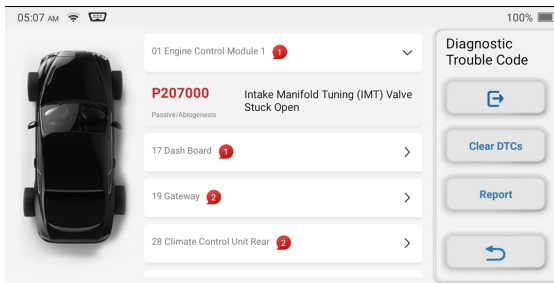 05:07 AM
100%
01 Engine Control Module 1 1
P207000
Intake Manifold Tuning (IMT) Valve
Stuck Open
Passive/Abiogenesis
17 Dash Board 1
19 Gateway 2
28 Climate Control Unit Rear 2
Diagnostic
Trouble Code
Clear DTCs
Report